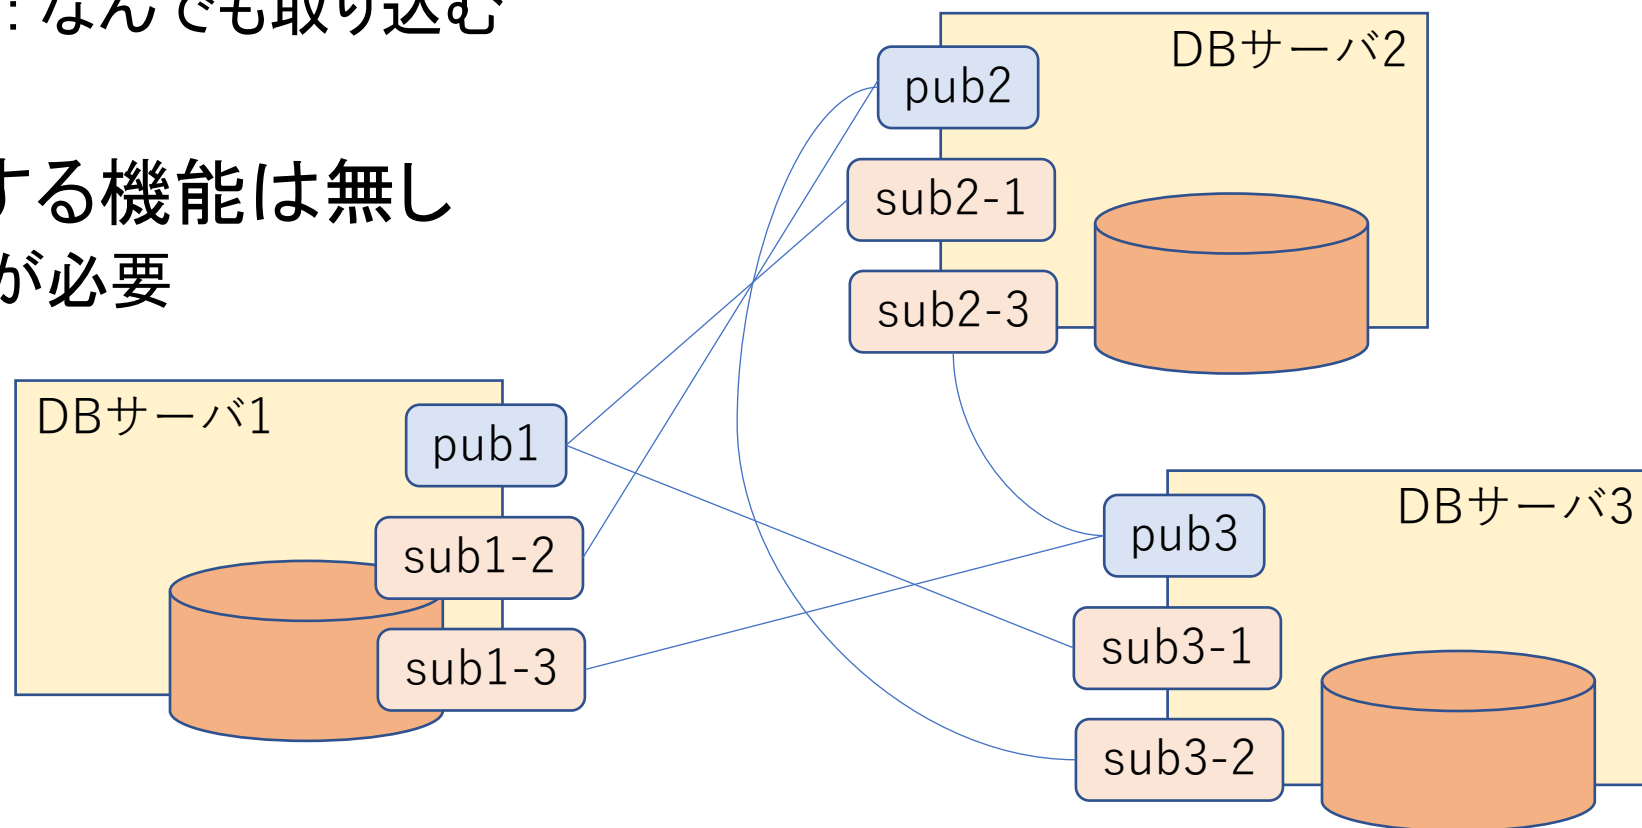 : なんでも取り込む
する機能は無し
が必要
DBサーバ2
pub2
sub2-1
sub2-3
DBサーバ1
pub1
sub1-2
sub1-3
DBサーバ3
pub3
sub3-1
sub3-2